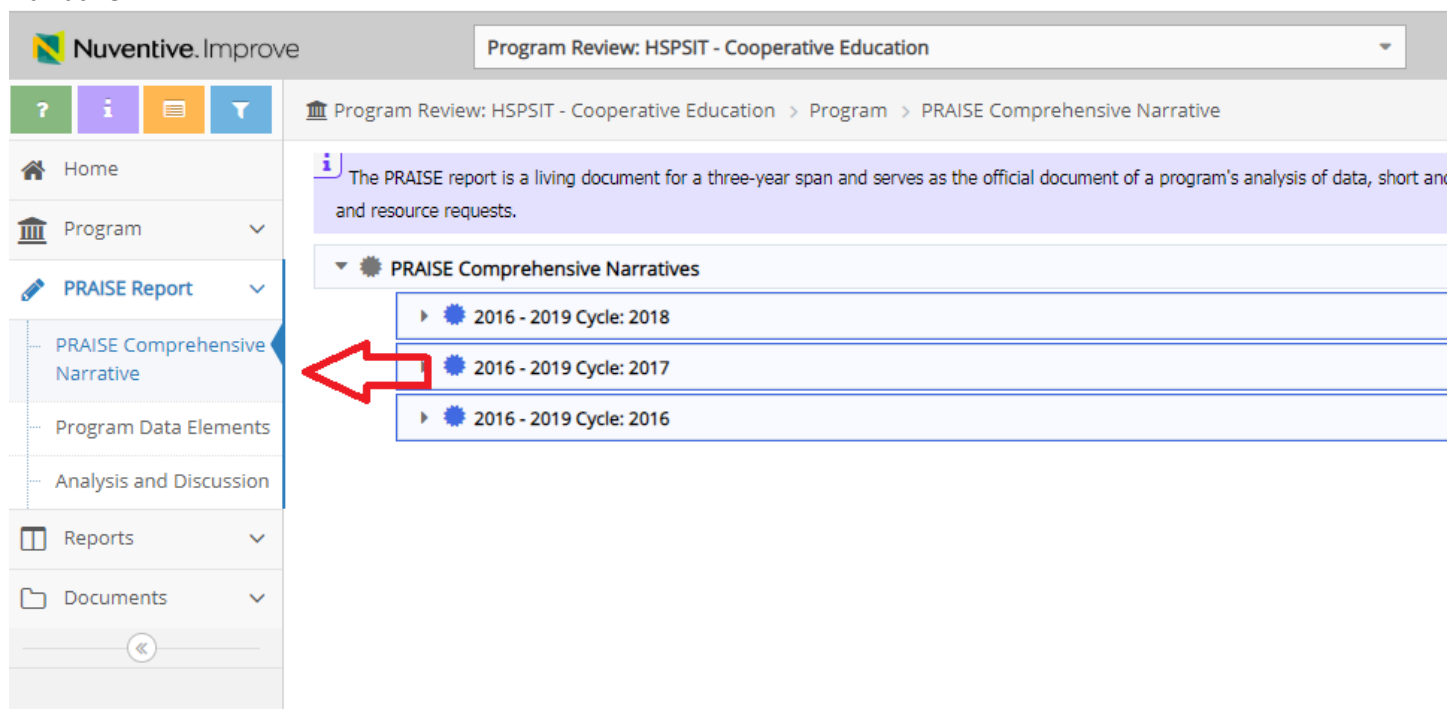 Nuventive. Improve
Program Review: HSPSIT - Cooperative Education
? i
Program Review: HSPSIT - Cooperative Education > Program > PRAISE Comprehensive Narrative
Home
Program
PRAISE Report
PRAISE Comprehensive
Narrative
Program Data Elements
Analysis and Discussion
Reports
Documents
i
The PRAISE report is a living document for a three-year span and serves as the official document of a program's analysis of data, short and
and resource requests.
PRAISE Comprehensive Narratives
2016 - 2019 Cycle: 2018
2016 - 2019 Cycle: 2017
2016 - 2019 Cycle: 2016